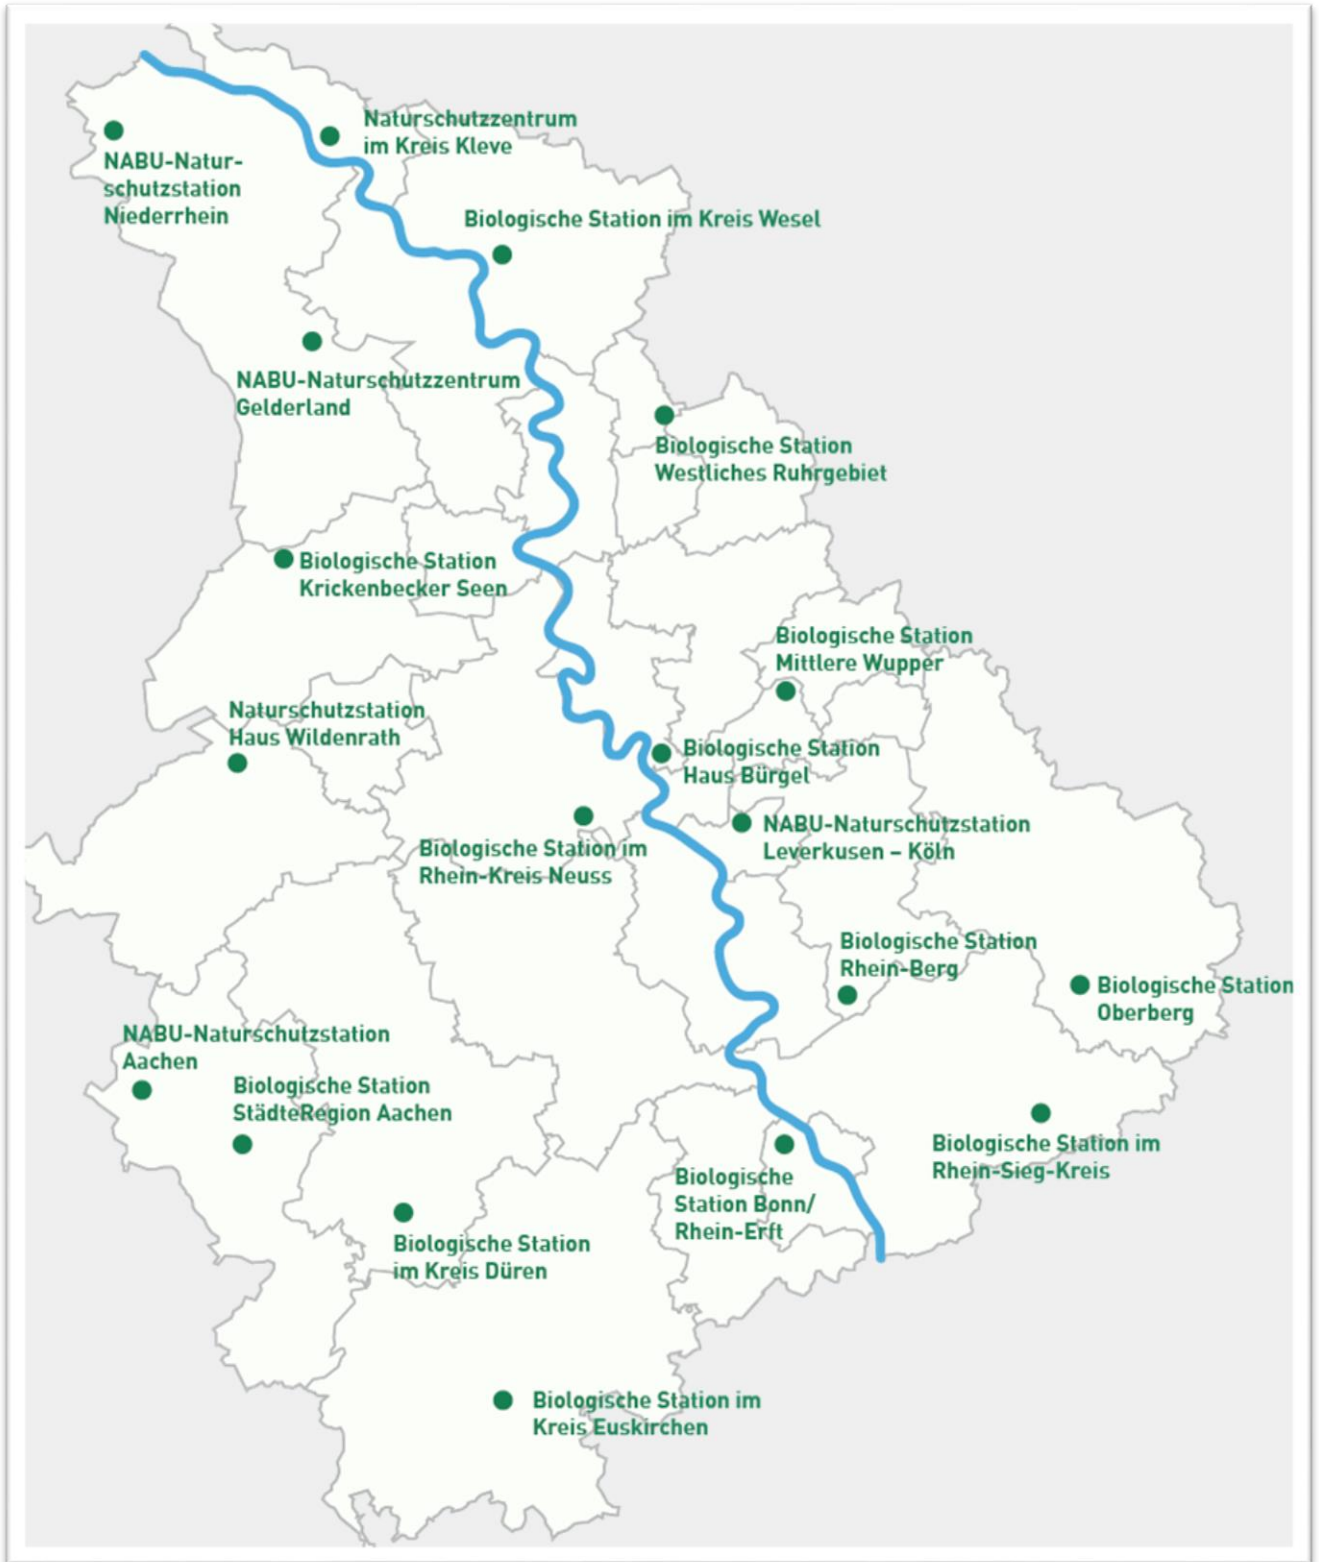 Naturschutzzentrum
im Kreis Kleve
NABU-Natur-
schutzstation
Niederrhein
Biologische Station im Kreis Wesel
NABU-Naturschutzzentrum
Gelderland
Biologische Station
Westliches Ruhrgebiet
Biologische Station
Krickenbecker Seen
Biologische Station
Mittlere Wupper
Naturschutzstation
Haus Wildenrath
Biologische Station
Haus Bürgel
NABU-Naturschutzstation
Leverkusen – Köln
Biologische Station im
Rhein-Kreis Neuss
Biologische Station
Rhein-Berg
Biologische Station
Oberberg
NABU-Naturschutzstation
Aachen
Biologische Station
StädteRegion Aachen
Biologische Station im
Rhein-Sieg-Kreis
Biologische
Station Bonn/
Rhein-Erft
Biologische Station
im Kreis Düren
Biologische Station im
Kreis Euskirchen